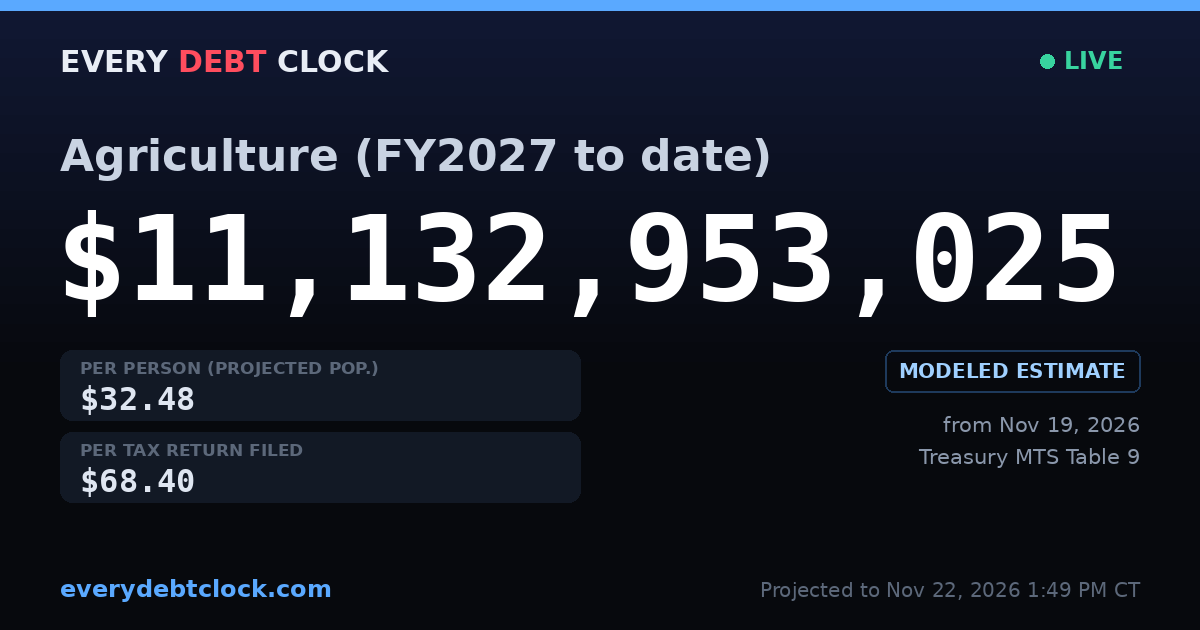 EVERY DEBT CLOCK
LIVE
Agriculture (FY2027 to date)
$11,132,953,025
PER PERSON (PROJECTED POP.)
$32.48
PER TAX RETURN FILED
$68.40
MODELED ESTIMATE
from Nov 19, 2026
Treasury MTS Table 9
everydebtclock.com
Projected to Nov 22, 2026 1:49 PM CT